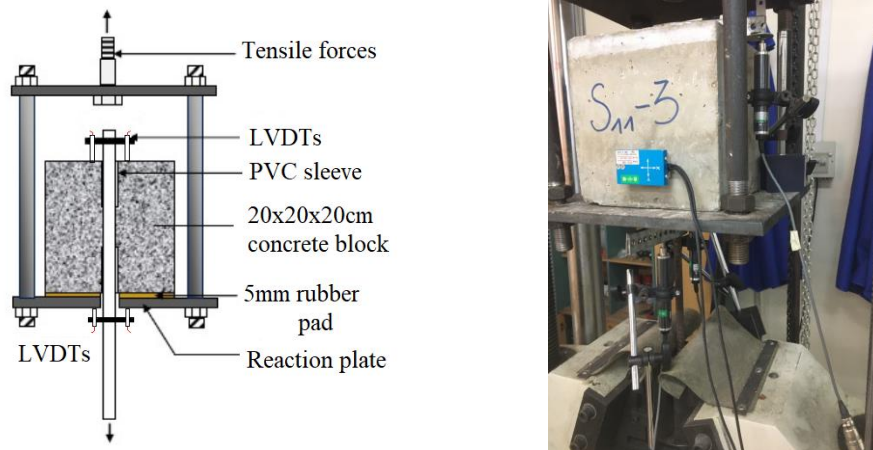 Tensile forces
LVDTs
PVC sleeve
20x20x20cm
concrete block
5mm rubber
pad
LVDTs
Reaction plate
S11-3